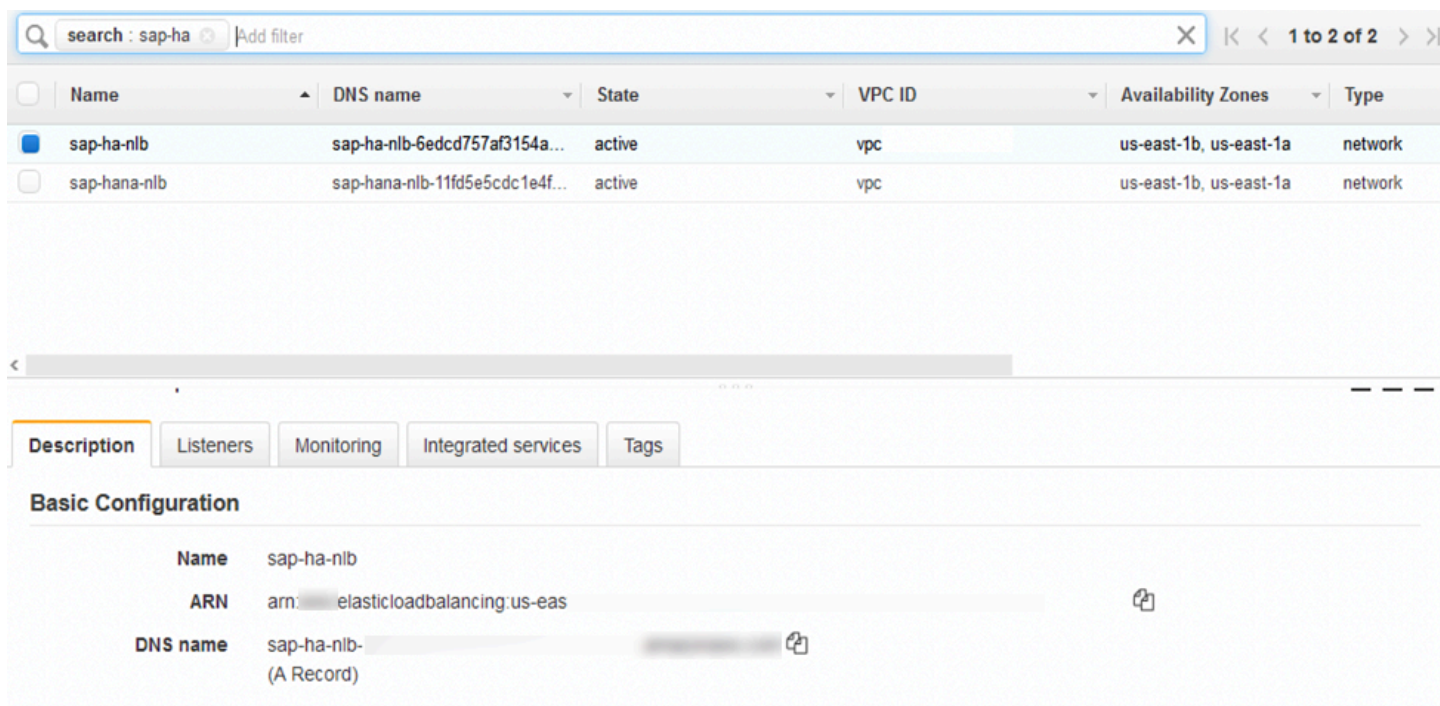 search : sap-ha Add filter 1 to 2 of 2
Name DNS name State VPC ID Availability Zones Type
sap-ha-nlb sap-ha-nlb-6edcd757af3154a... active vpc us-east-1b, us-east-1a network
sap-hana-nlb sap-hana-nlb-11fd5e5cdc1e4f... active vpc us-east-1b, us-east-1a network
Description Listeners Monitoring Integrated services Tags
Basic Configuration
Name sap-ha-nlb
ARN arn: elasticloadbalancing:us-eas
DNS name sap-ha-nlb-
(A Record)